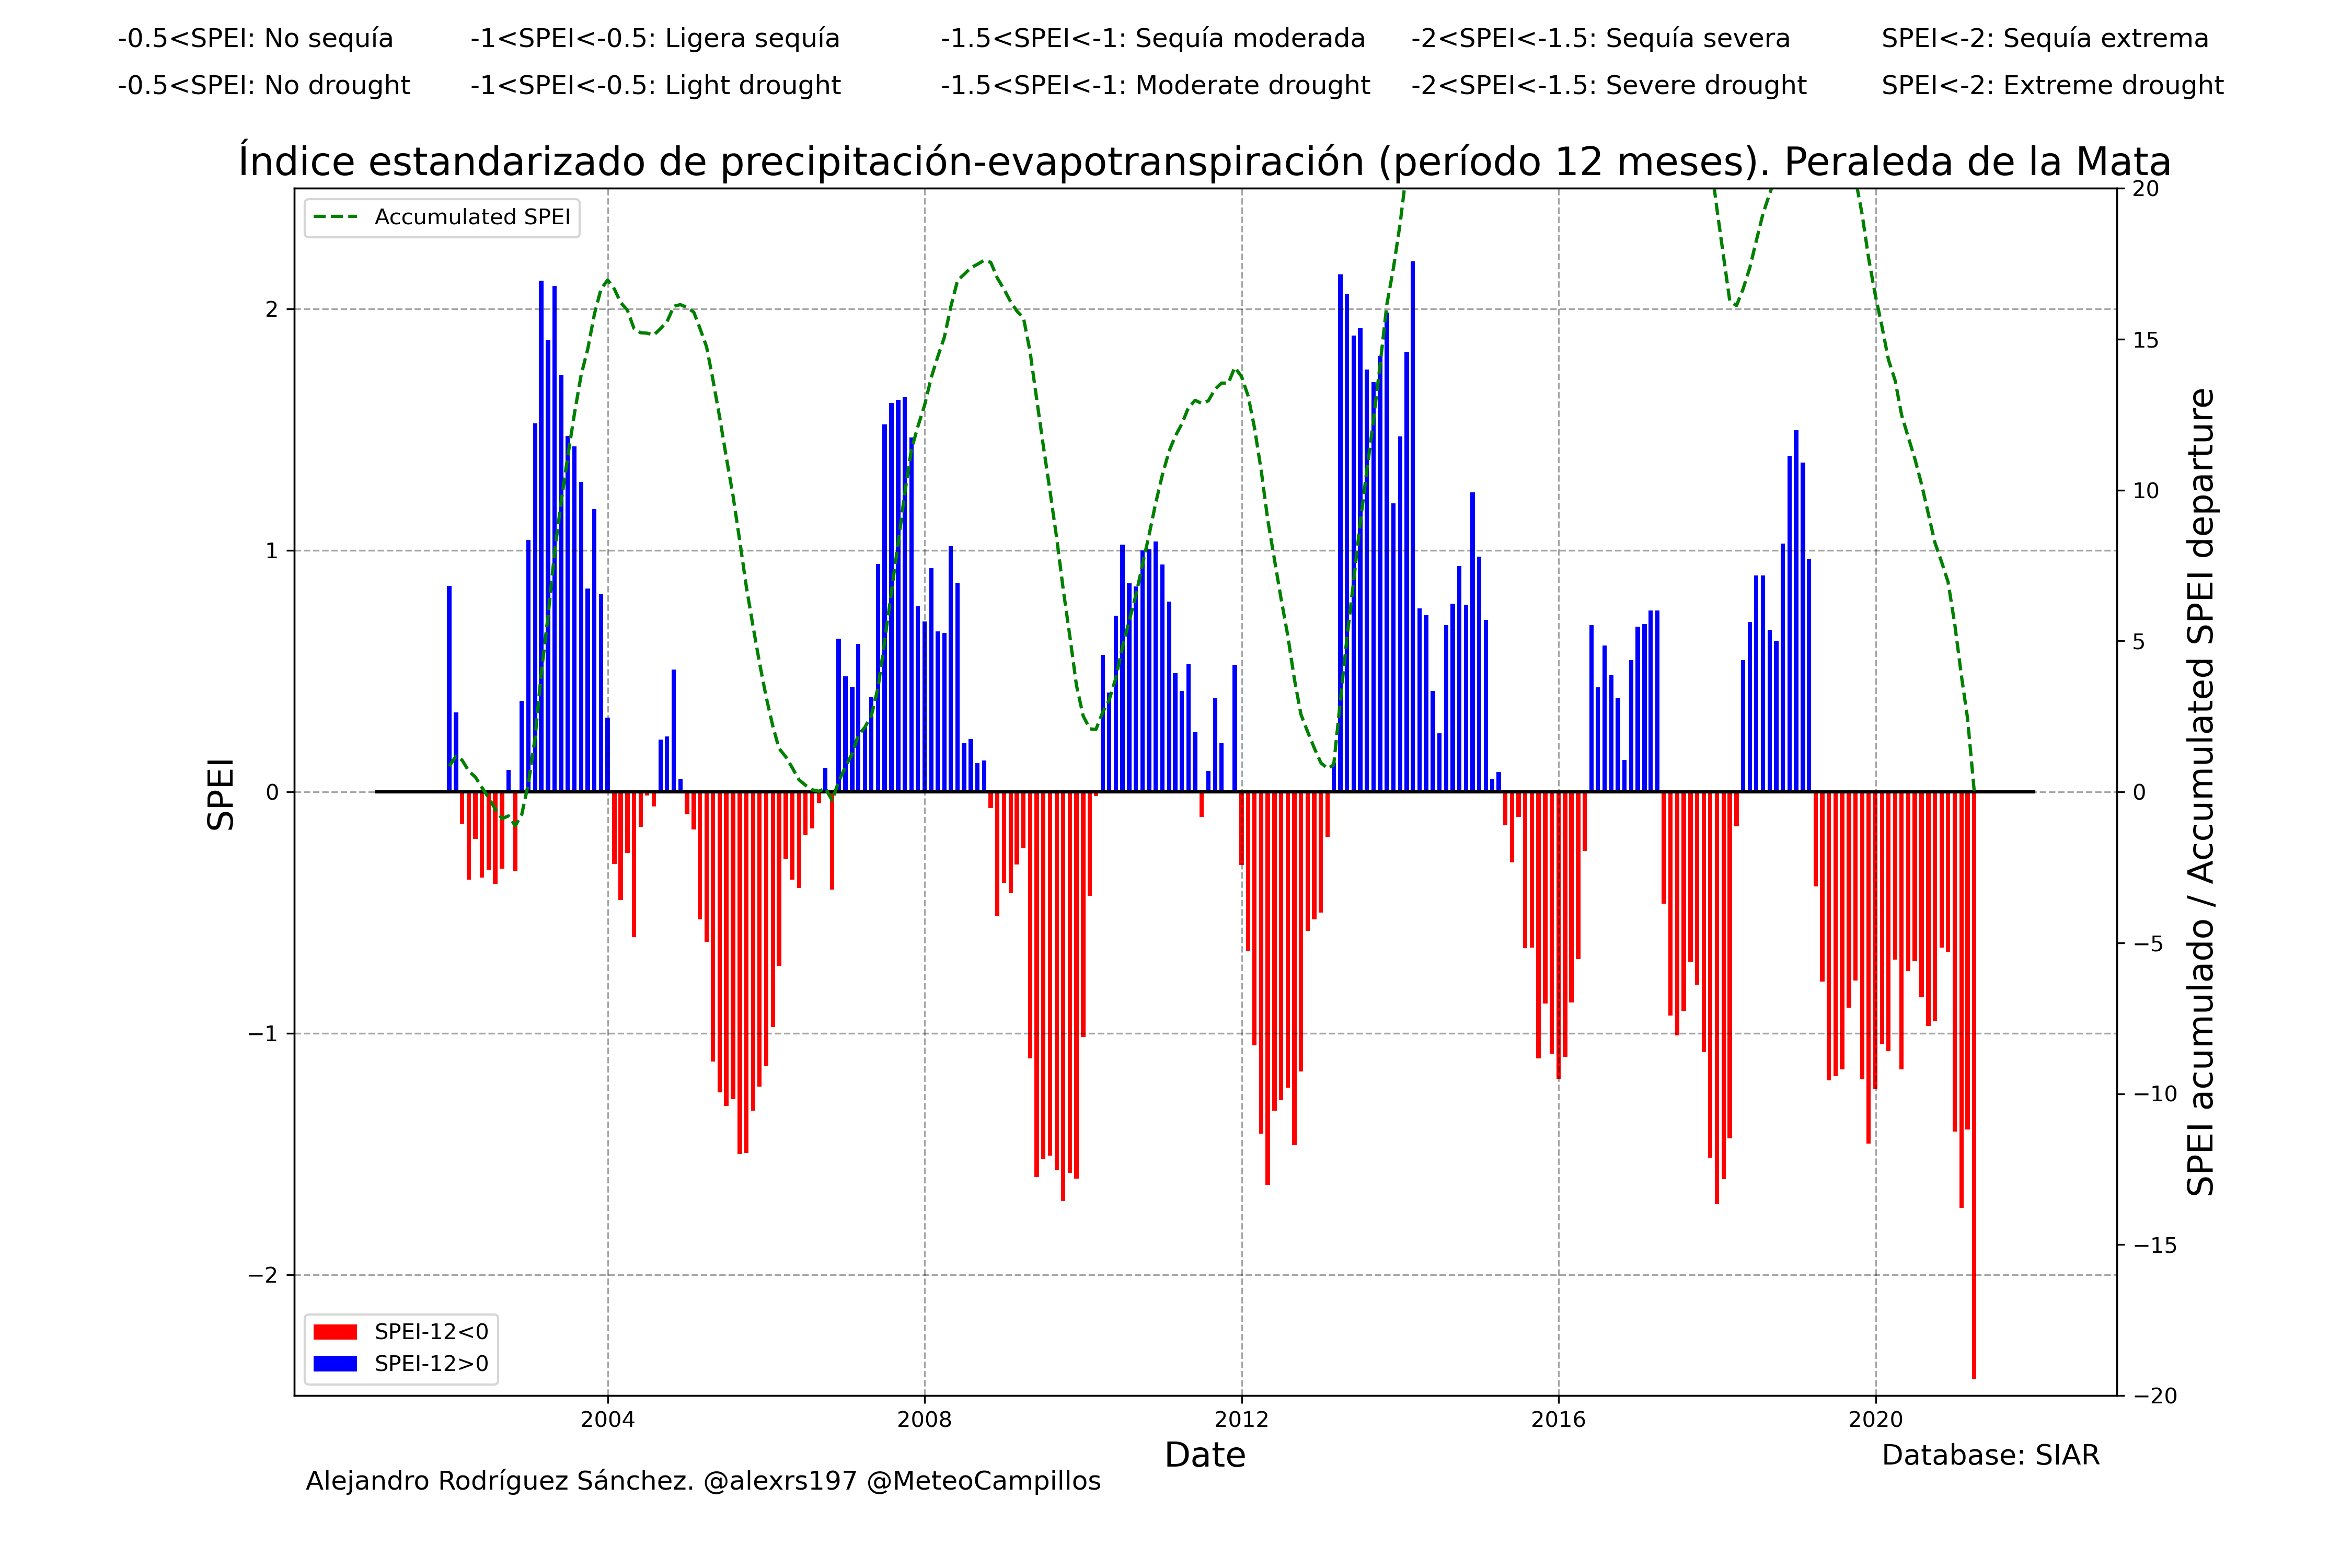 -0.5<SPEI: No sequía -1<SPEI<-0.5: Ligera sequía -1.5<SPEI<-1: Sequía moderada -2<SPEI<-1.5: Sequía severa SPEI<-2: Sequía extrema
-0.5<SPEI: No drought -1<SPEI<-0.5: Light drought -1.5<SPEI<-1: Moderate drought -2<SPEI<-1.5: Severe drought SPEI<-2: Extreme drought
Índice estandarizado de precipitación-evapotranspiración (período 12 meses). Peraleda de la Mata
Accumulated SPEI
SPEI
2
1
0
−1
−2
20
15
10
5
0
−5
−10
−15
−20
SPEI acumulado / Accumulated SPEI departure
SPEI-12<0
SPEI-12>0
2004 2008 2012 2016 2020
Date
Database: SIAR
Alejandro Rodríguez Sánchez. @alexrs197 @MeteoCampillos